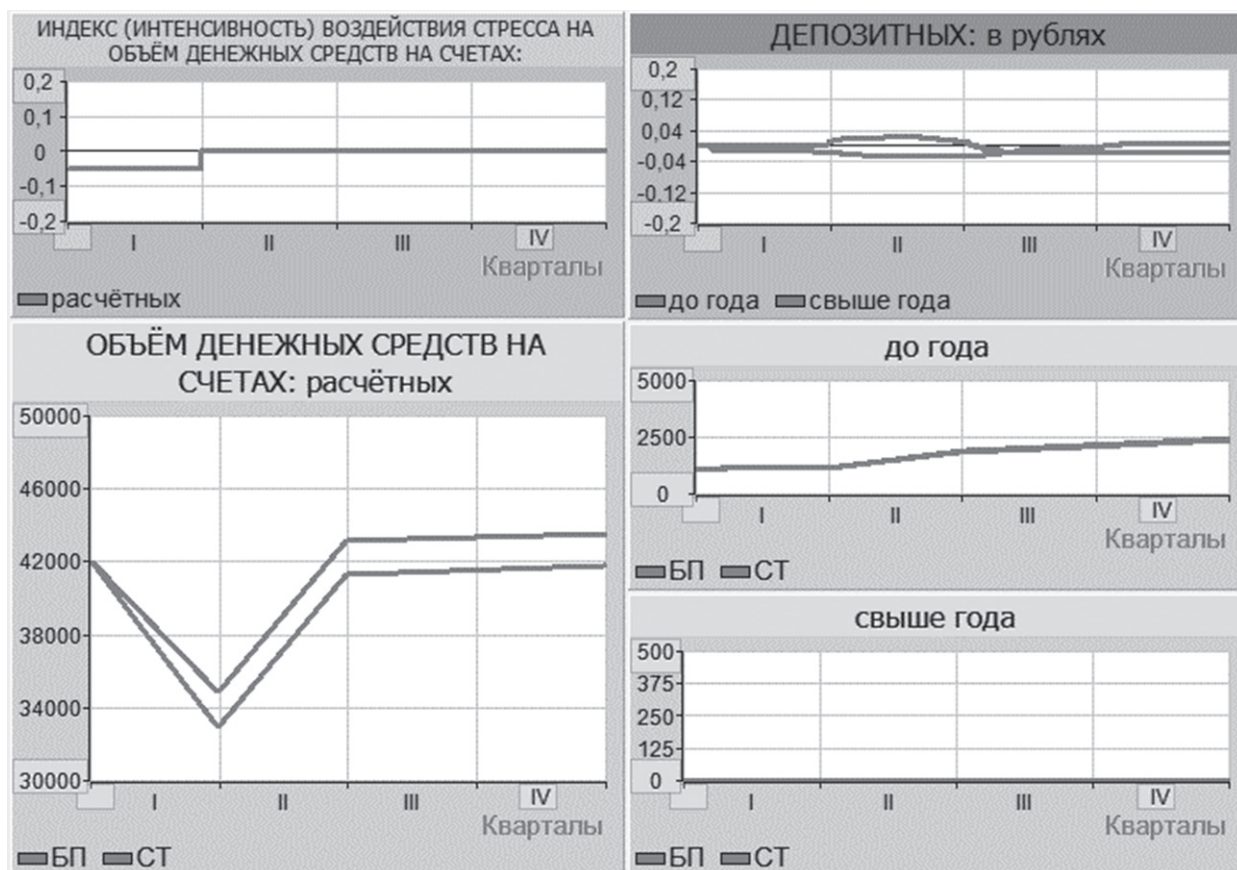 ИНДЕКС (ИНТЕНСИВНОСТЬ) ВОЗДЕЙСТВИЯ СТРЕССА НА
ОБЪЁМ ДЕНЕЖНЫХ СРЕДСТВ НА СЧЕТАХ:
0,2
0,1
0
-0,1
-0,2
I II III IV
Кварталы
расчётных
ДЕПОЗИТНЫХ: в рублях
0,2
0,12
0,04
-0,04
-0,12
-0,2
I II III IV
Кварталы
до года свыше года
ОБЪЁМ ДЕНЕЖНЫХ СРЕДСТВ НА
СЧЕТАХ: расчётных
50000
46000
42000
38000
34000
30000
I II III IV
Кварталы
БП СТ
до года
5000
2500
0
I II III IV
Кварталы
БП СТ
свыше года
500
375
250
125
0
I II III IV
Кварталы
БП СТ